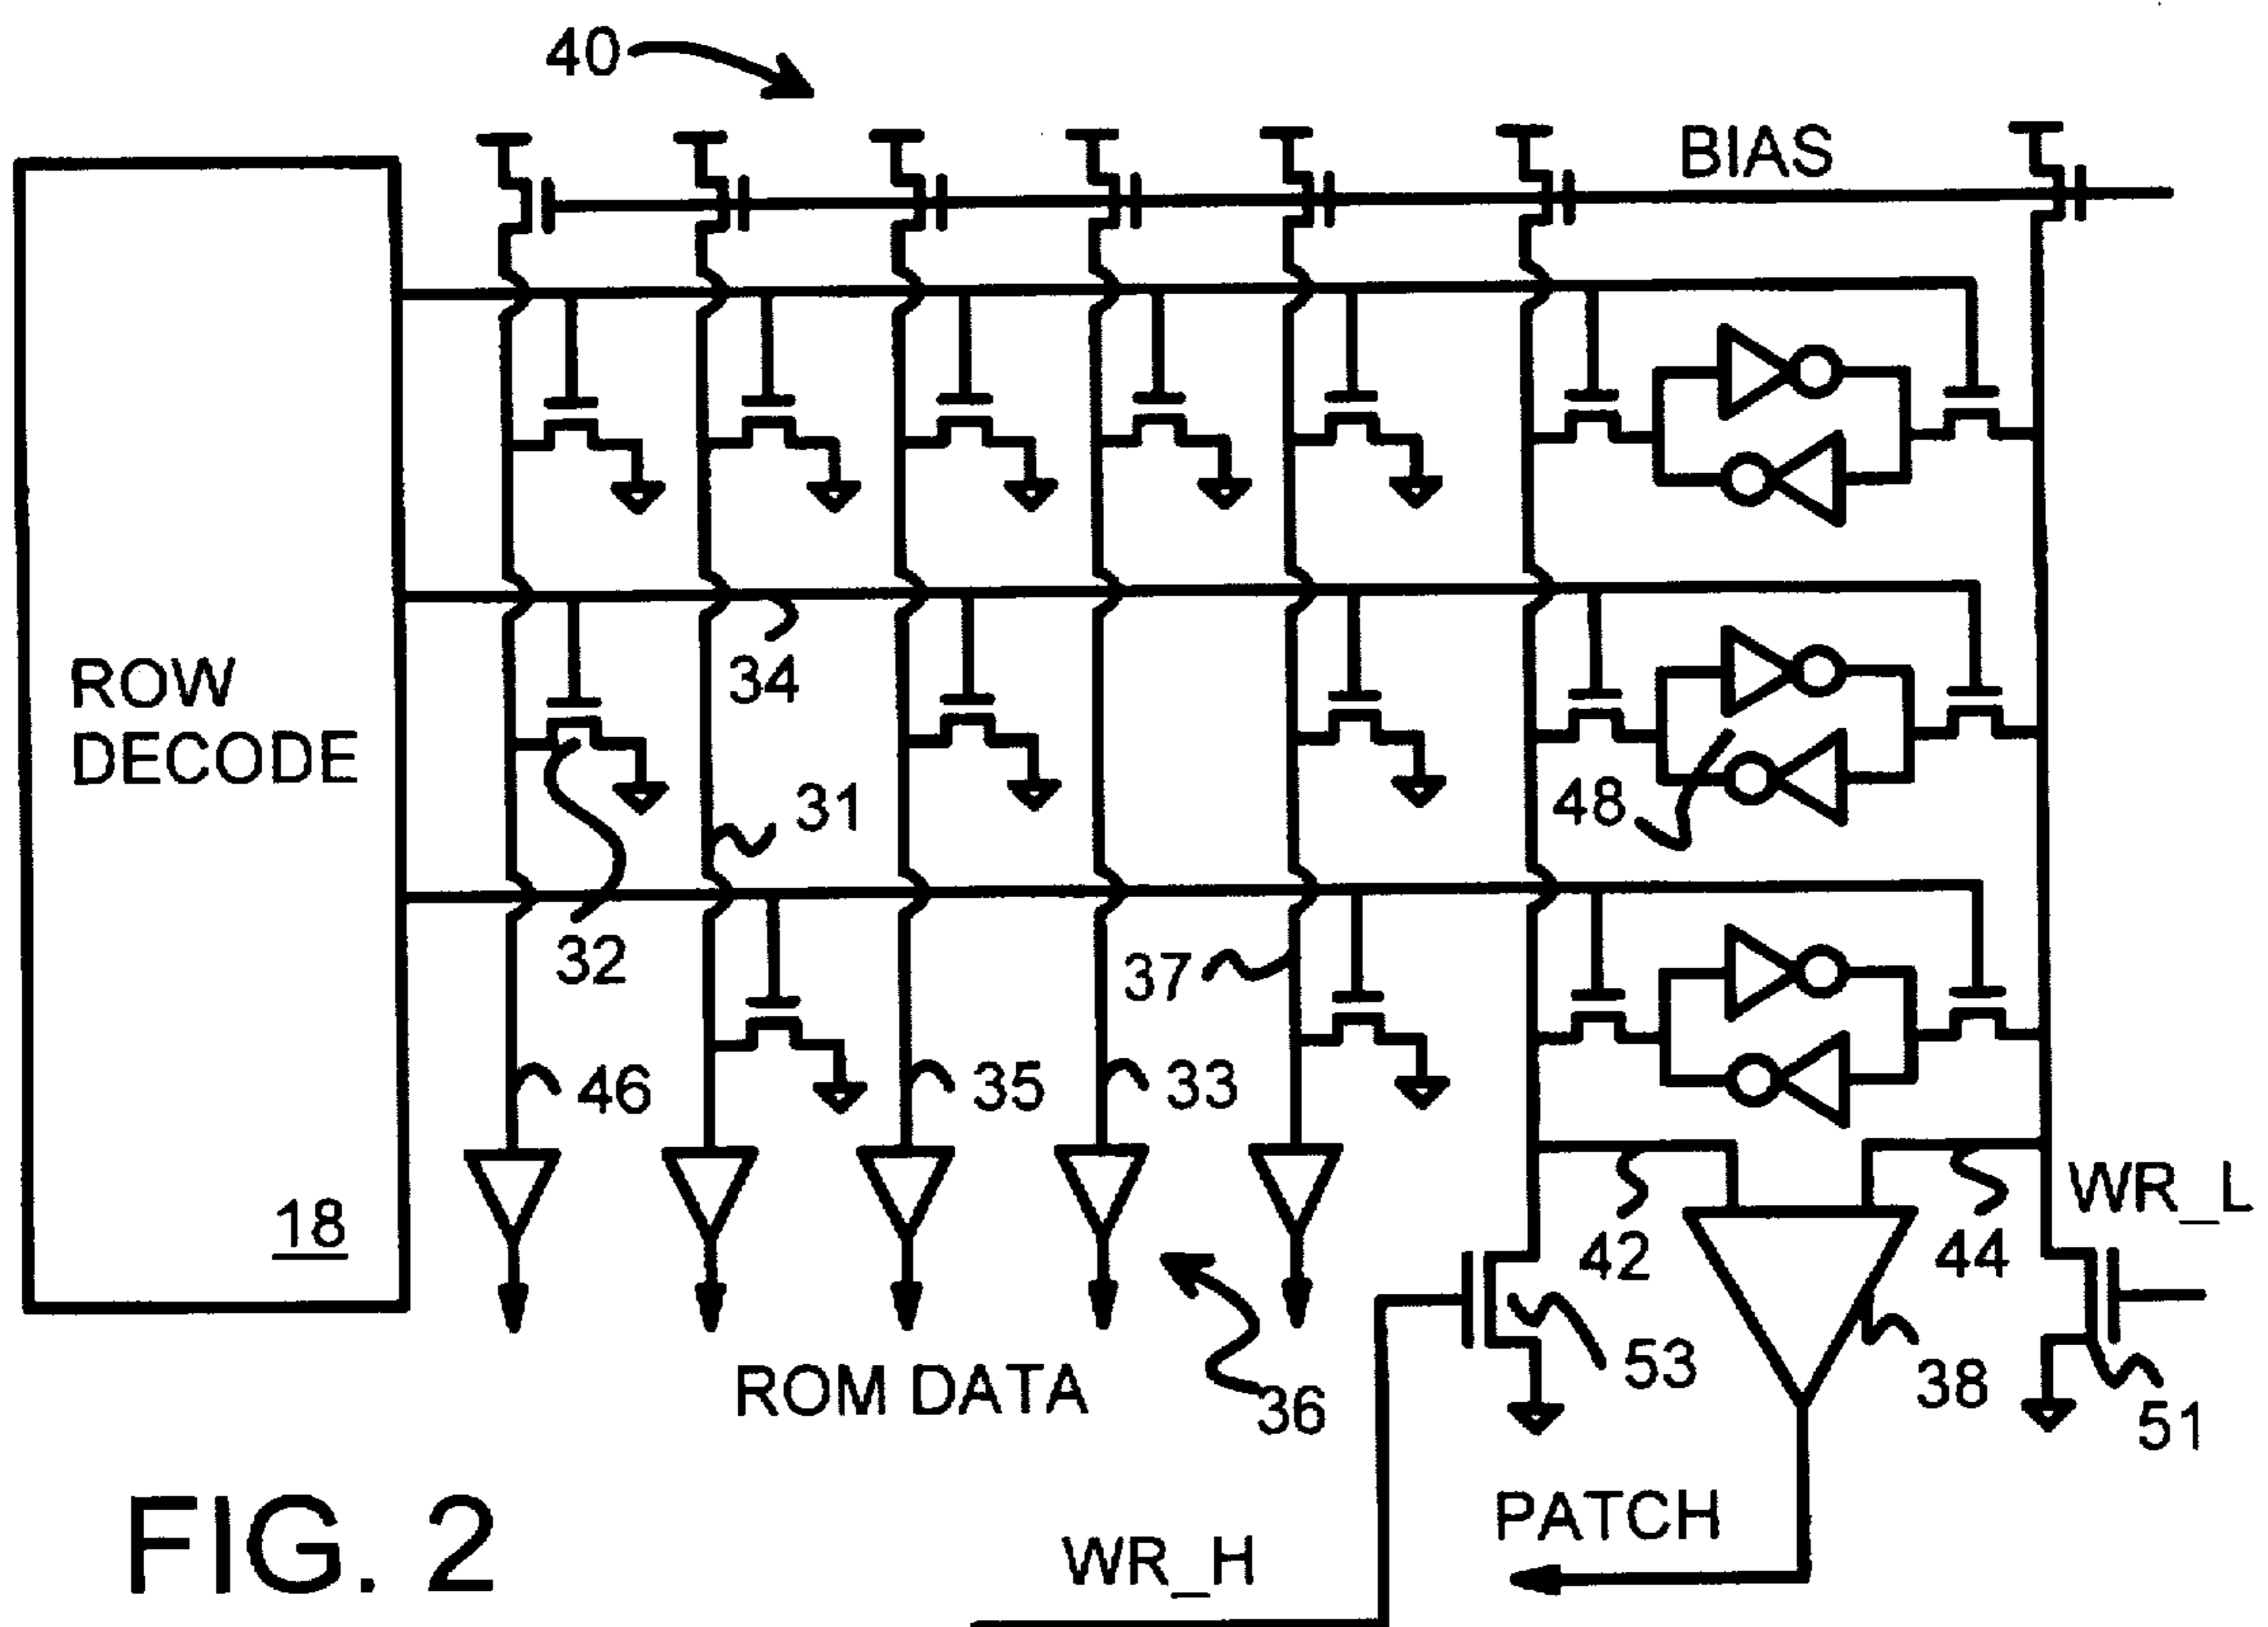 40
BIAS
ROW
DECODE
34
31
48
32
37
46
35
33
18
WR_L
42
44
53
38
ROM DATA
36
51
PATCH
WR_H
FIG. 2